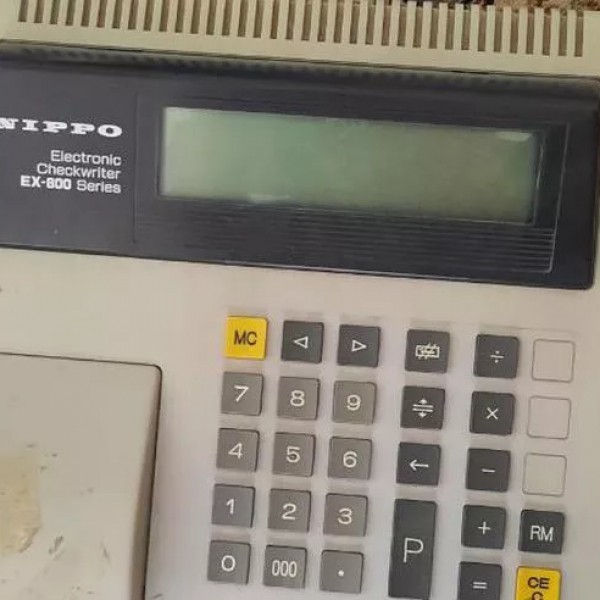 NIPPO
Electronic
Checkwriter
EX-800 Series
MC ◁ ▷ ÷
7 8 9 ×
4 5 6 ← −
1 2 3 P + RM
0 000 . = CE
C